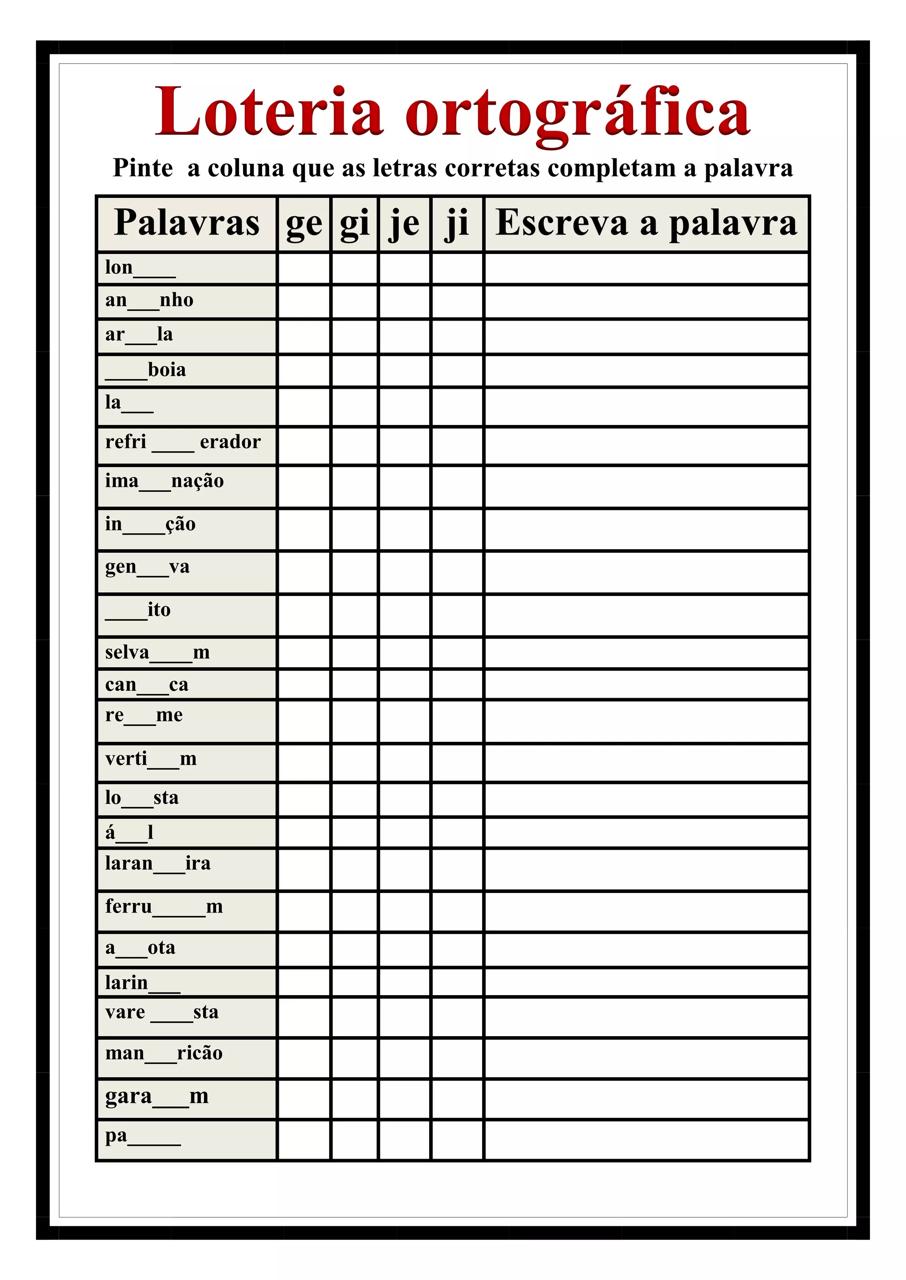 Loteria ortográfica
Pinte  a coluna que as letras corretas completam a palavra
Palavras ge gi je ji Escreva a palavra
lon____
an___nho
ar___la
____boia
la___
refri ____ erador
ima___nação
in____ção
gen___va
____ito
selva____m
can___ca
re___me
verti___m
lo___sta
á___l
laran___ira
ferru_____m
a___ota
larin___
vare ____sta
man___ricão
gara___m
pa_____